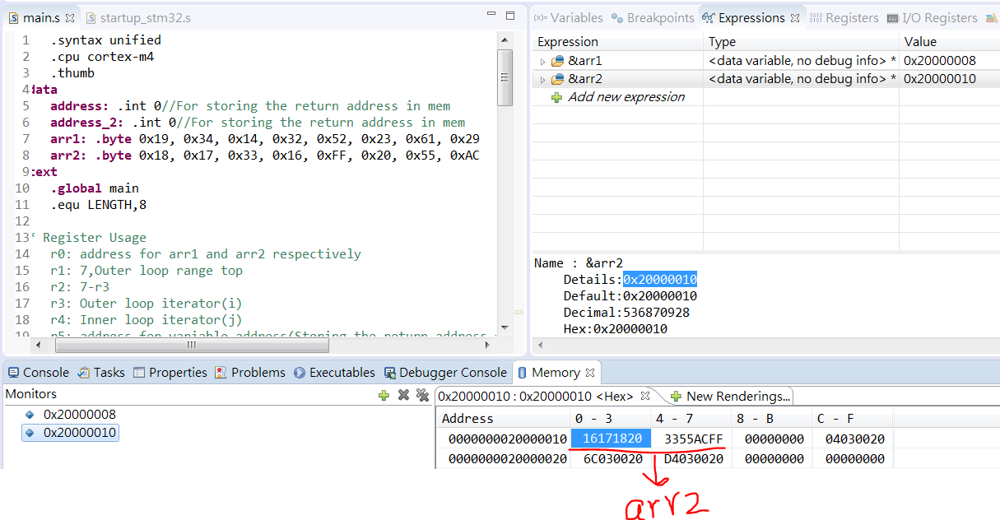 main.s startup_stm32.s
1 .syntax unified
2 .cpu cortex-m4
3 .thumb
4 data
5 address: .int 0//For storing the return address in mem
6 address_2: .int 0//For storing the return address in mem
7 arr1: .byte 0x19, 0x34, 0x14, 0x32, 0x52, 0x23, 0x61, 0x29
8 arr2: .byte 0x18, 0x17, 0x33, 0x16, 0xFF, 0x20, 0x55, 0xAC
9 :ext
10 .global main
11 .equ LENGTH,8
12
13 * Register Usage
14 r0: address for arr1 and arr2 respectively
15 r1: 7,Outer loop range top
16 r2: 7-r3
17 r3: Outer loop iterator(i)
18 r4: Inner loop iterator(j)
19 r5: address for variable address(Storing the return address
(x)= Variables Breakpoints Expressions Registers I/O Registers
Expression Type Value
&arr1 <data variable, no debug info> * 0x20000008
&arr2 <data variable, no debug info> * 0x20000010
Add new expression
Name : &arr2
Details:0x20000010
Default:0x20000010
Decimal:536870928
Hex:0x20000010
Console Tasks Properties Problems Executables Debugger Console Memory
Monitors
0x20000008
0x20000010
0x20000010 : 0x20000010 <Hex> New Renderings...
Address 0 - 3 4 - 7 8 - B C - F
0000000020000010 16171820 3355ACFF 00000000 04030020
0000000020000020 6C030020 D4030020 00000000 00000000
arr2